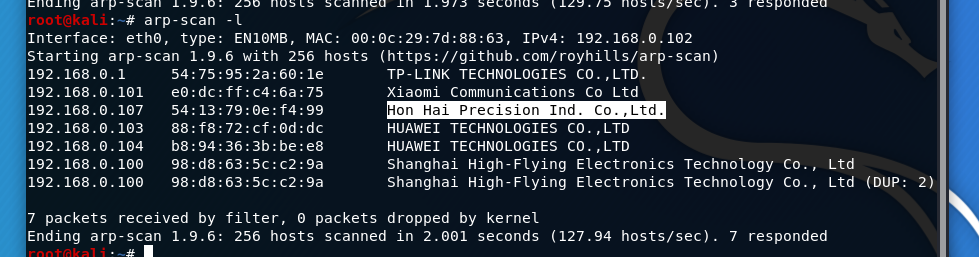 Ending arp-scan 1.9.6: 256 hosts scanned in 1.973 seconds (129.75 hosts/sec). 3 responded
root@kali:~# arp-scan -l
Interface: eth0, type: EN10MB, MAC: 00:0c:29:7d:88:63, IPv4: 192.168.0.102
Starting arp-scan 1.9.6 with 256 hosts (https://github.com/royhills/arp-scan)
192.168.0.1 54:75:95:2a:60:1e TP-LINK TECHNOLOGIES CO.,LTD.
192.168.0.101 e0:dc:ff:c4:6a:75 Xiaomi Communications Co Ltd
192.168.0.107 54:13:79:0e:f4:99 Hon Hai Precision Ind. Co.,Ltd.
192.168.0.103 88:f8:72:cf:0d:dc HUAWEI TECHNOLOGIES CO.,LTD
192.168.0.104 b8:94:36:3b:be:e8 HUAWEI TECHNOLOGIES CO.,LTD
192.168.0.100 98:d8:63:5c:c2:9a Shanghai High-Flying Electronics Technology Co., Ltd
192.168.0.100 98:d8:63:5c:c2:9a Shanghai High-Flying Electronics Technology Co., Ltd (DUP: 2)
7 packets received by filter, 0 packets dropped by kernel
Ending arp-scan 1.9.6: 256 hosts scanned in 2.001 seconds (127.94 hosts/sec). 7 responded
root@kali:~#